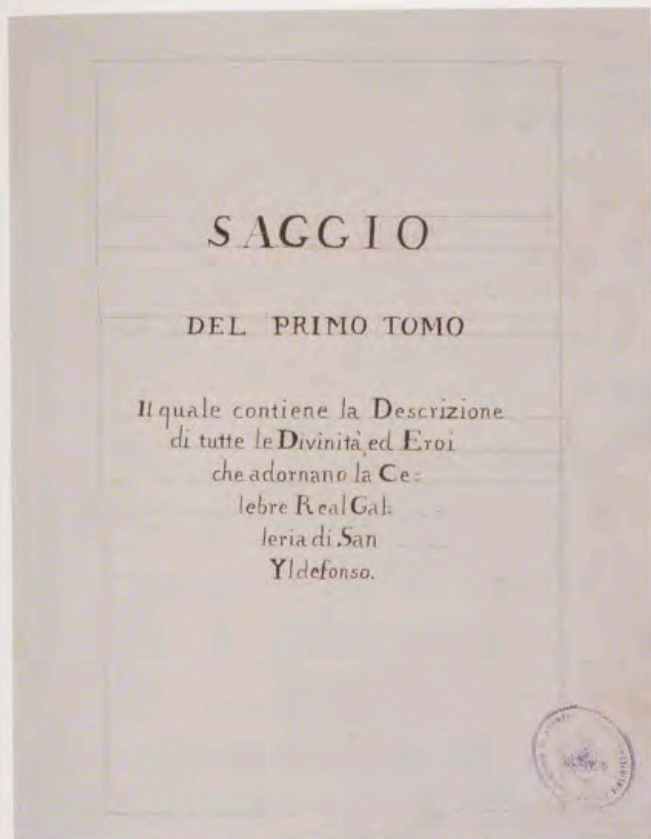 SAGGIO
DEL PRIMO TOMO
Il quale contiene la Descrizione
di tutte le Divinità, ed Eroi
che adornano la Ce=
lebre Real Gal=
leria di San
Yldefonso.